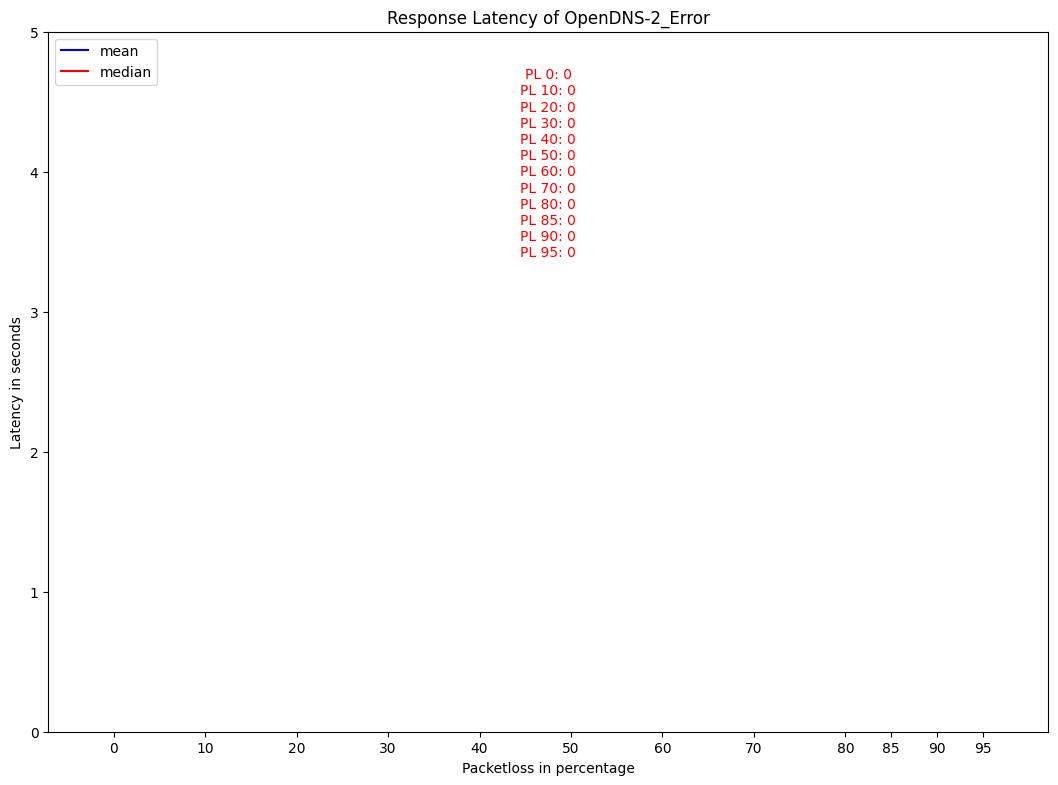 Response Latency of OpenDNS-2_Error
mean
median
PL 0: 0
PL 10: 0
PL 20: 0
PL 30: 0
PL 40: 0
PL 50: 0
PL 60: 0
PL 70: 0
PL 80: 0
PL 85: 0
PL 90: 0
PL 95: 0
Latency in seconds
5
4
3
2
1
0
0 10 20 30 40 50 60 70 80 85 90 95
Packetloss in percentage